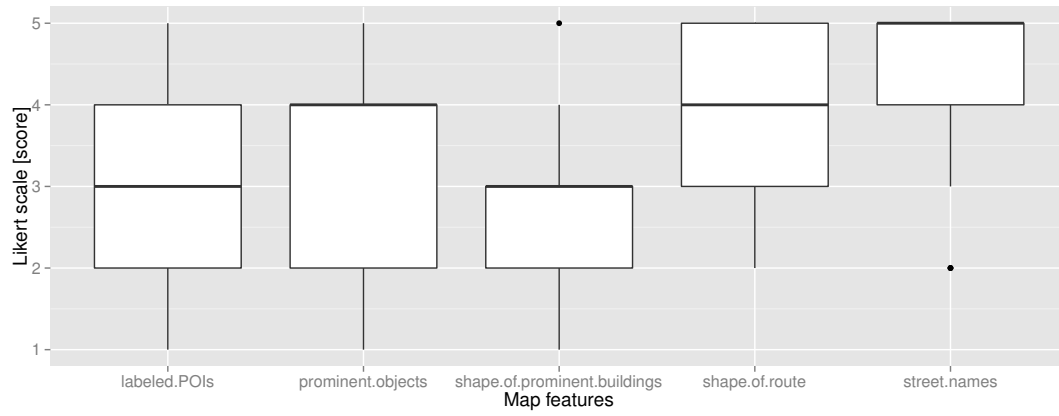 5
4
3
2
1
Likert scale [score]
labeled.POIs prominent.objects shape.of.prominent.buildings shape.of.route street.names
Map features